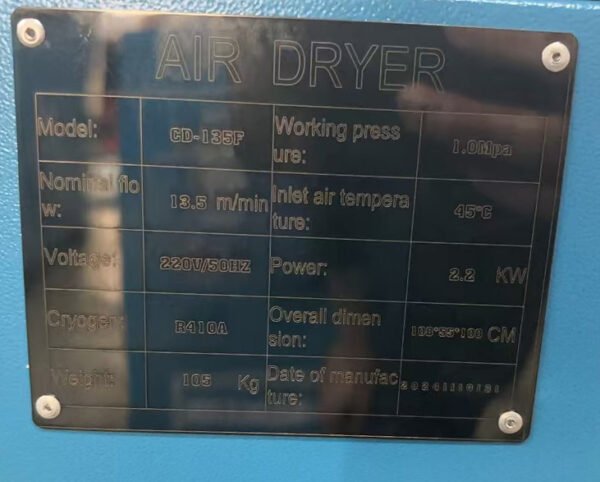 AIR DRYER
Model: CD-135F Working press
ure: 1.0Mpa
Nominal flo
w: 13.5 m/min Inlet air tempera
ture: 45°C
Voltage: 220V/50HZ Power: 2.2 KW
Cryogen: R410A Overall dimen
sion: CM
Weight: 105 Kg Date of manufac
ture: